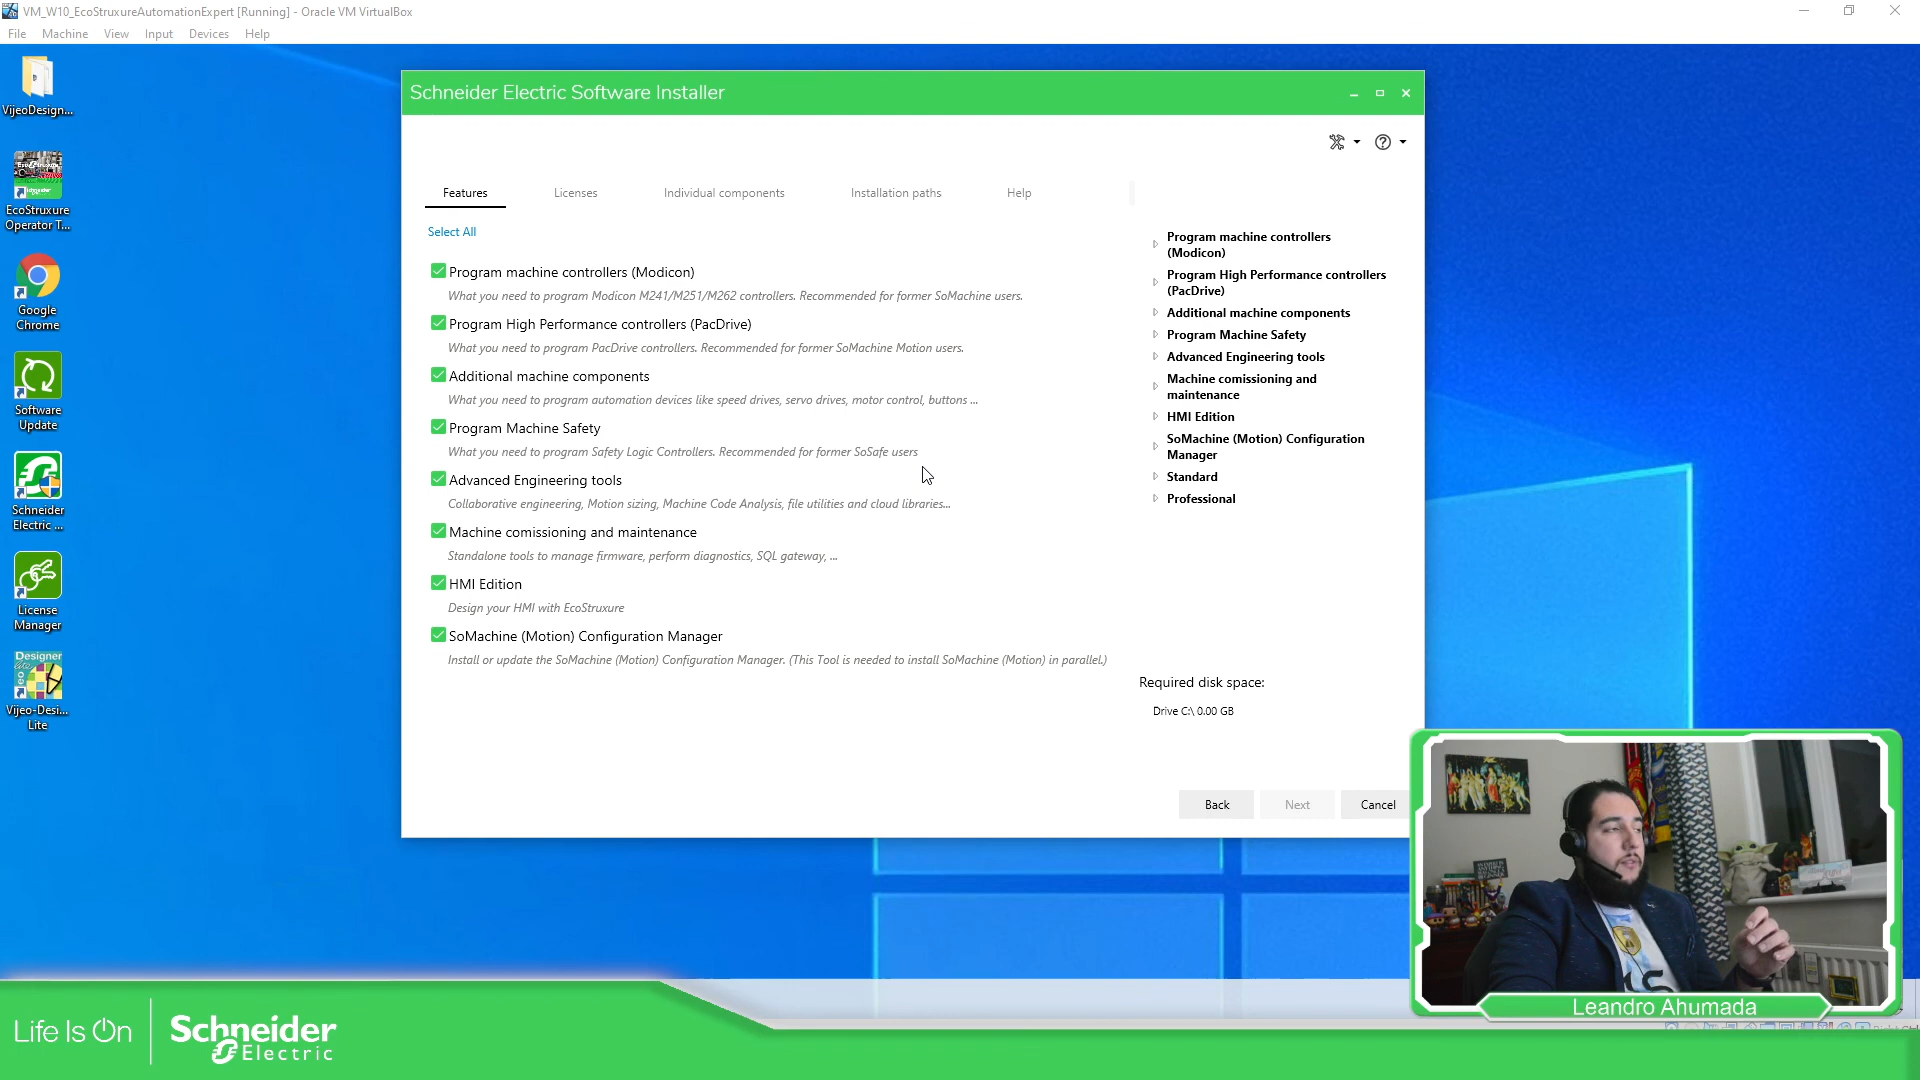 VM_W10_EcoStruxureAutomationExpert [Running] - Oracle VM VirtualBox
File Machine View Input Devices Help
VijeoDesign...
EcoStruxure
Operator T...
Google
Chrome
Software
Update
Schneider
Electric ...
License
Manager
Designer
Vijeo-Desi...
Lite
Schneider Electric Software Installer
Features Licenses Individual components Installation paths Help
Select All
Program machine controllers (Modicon)
What you need to program Modicon M241/M251/M262 controllers. Recommended for former SoMachine users.
Program High Performance controllers (PacDrive)
What you need to program PacDrive controllers. Recommended for former SoMachine Motion users.
Additional machine components
What you need to program automation devices like speed drives, servo drives, motor control, buttons ...
Program Machine Safety
What you need to program Safety Logic Controllers. Recommended for former SoSafe users
Advanced Engineering tools
Collaborative engineering, Motion sizing, Machine Code Analysis, file utilities and cloud libraries...
Machine comissioning and maintenance
Standalone tools to manage firmware, perform diagnostics, SQL gateway, ...
HMI Edition
Design your HMI with EcoStruxure
SoMachine (Motion) Configuration Manager
Install or update the SoMachine (Motion) Configuration Manager. (This Tool is needed to install SoMachine (Motion) in parallel.)
Program machine controllers
(Modicon)
Program High Performance controllers
(PacDrive)
Additional machine components
Program Machine Safety
Advanced Engineering tools
Machine comissioning and
maintenance
HMI Edition
SoMachine (Motion) Configuration
Manager
Standard
Professional
Required disk space:
Drive C:\ 0.00 GB
Back Next Cancel
Leandro Ahumada
Life Is On
Schneider
Electric